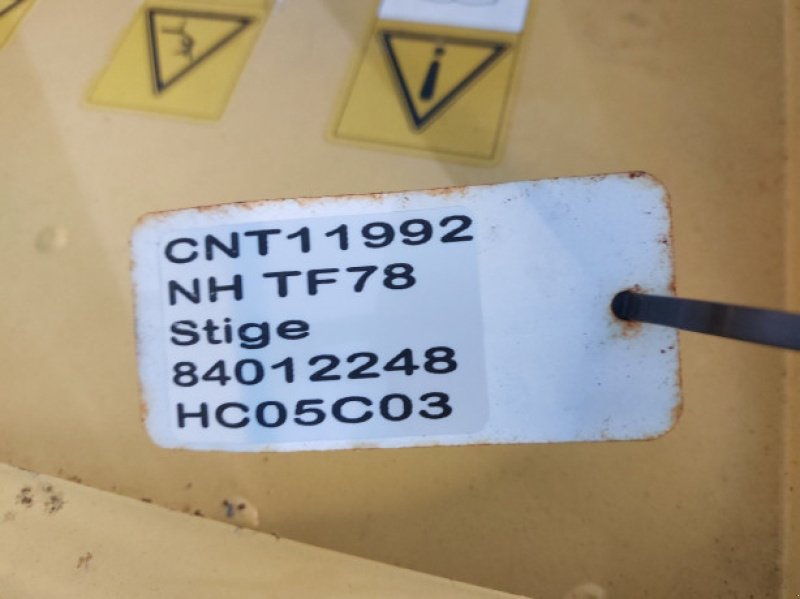 CNT11992
NH TF78
Stige
84012248
HC05C03